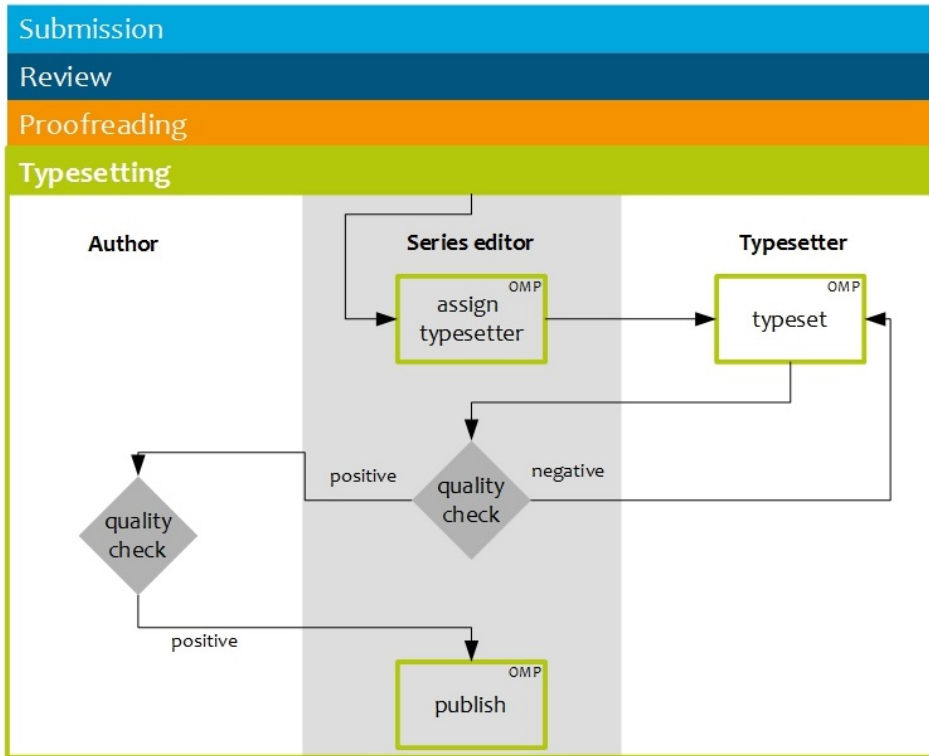 Submission
Review
Proofreading
Typesetting
Author
Series editor
Typesetter
OMP
assign
typesetter
OMP
typeset
positive
negative
quality
check
quality
check
positive
OMP
publish